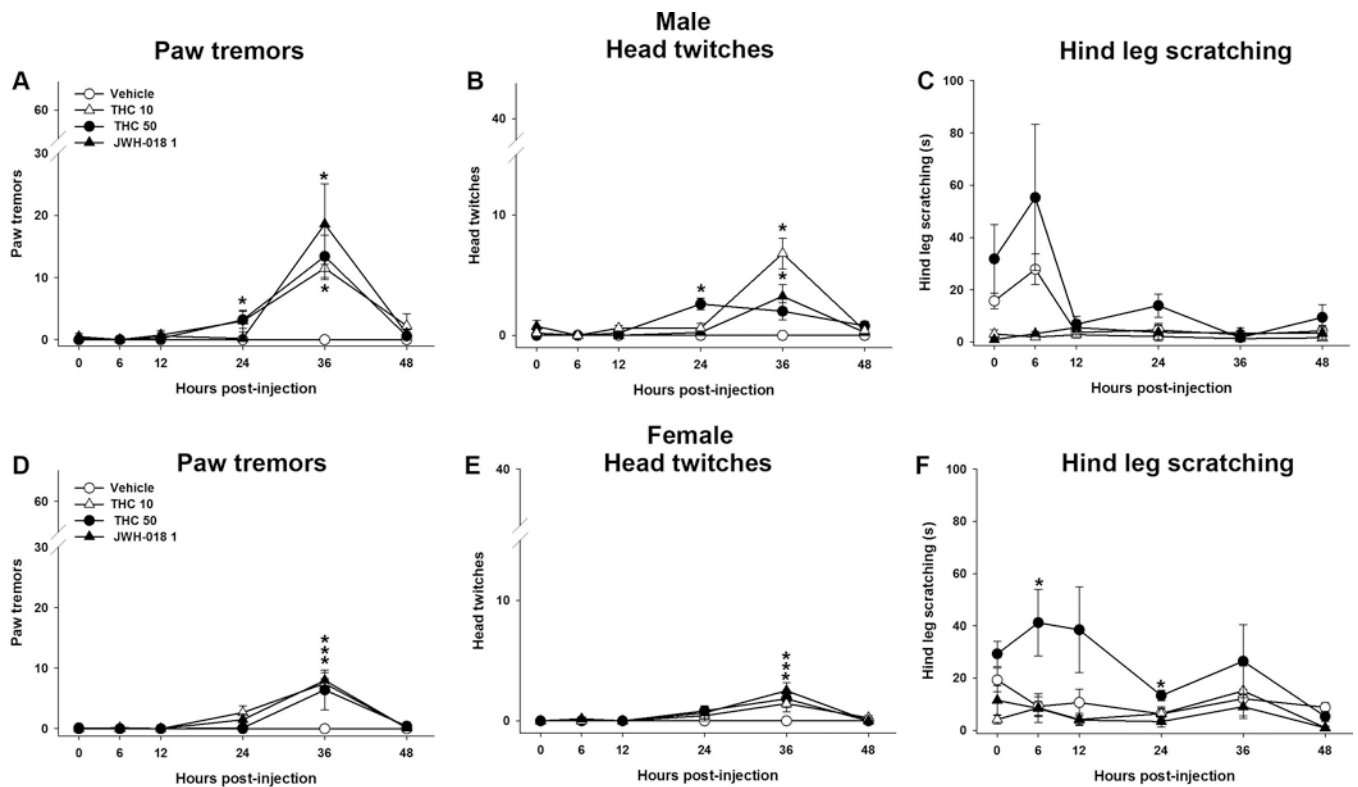 Male
Paw tremors
Head twitches
Hind leg scratching
A
Vehicle
THC 10
THC 50
JWH-018 1
Paw tremors
60
30
20
10
0
*
*
*
0 6 12 24 36 48
Hours post-injection
B
Head twitches
40
10
0
*
*
*
0 6 12 24 36 48
Hours post-injection
C
Hind leg scratching (s)
100
80
60
40
20
0
0 6 12 24 36 48
Hours post-injection
Female
Paw tremors
Head twitches
Hind leg scratching
D
Vehicle
THC 10
THC 50
JWH-018 1
Paw tremors
60
30
20
10
0
*
*
*
0 6 12 24 36 48
Hours post-injection
E
Head twitches
40
10
0
*
*
*
0 6 12 24 36 48
Hours post-injection
F
Hind leg scratching (s)
100
80
60
40
20
0
*
*
0 6 12 24 36 48
Hours post-injection